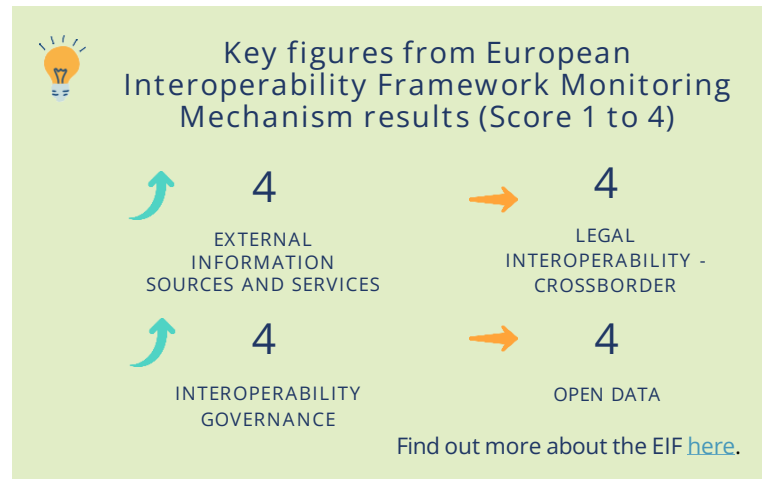 Key figures from European
Interoperability Framework Monitoring
Mechanism results (Score 1 to 4)
4
EXTERNAL
INFORMATION
SOURCES AND SERVICES
4
LEGAL
INTEROPERABILITY -
CROSSBORDER
4
INTEROPERABILITY
GOVERNANCE
4
OPEN DATA
Find out more about the EIF here.